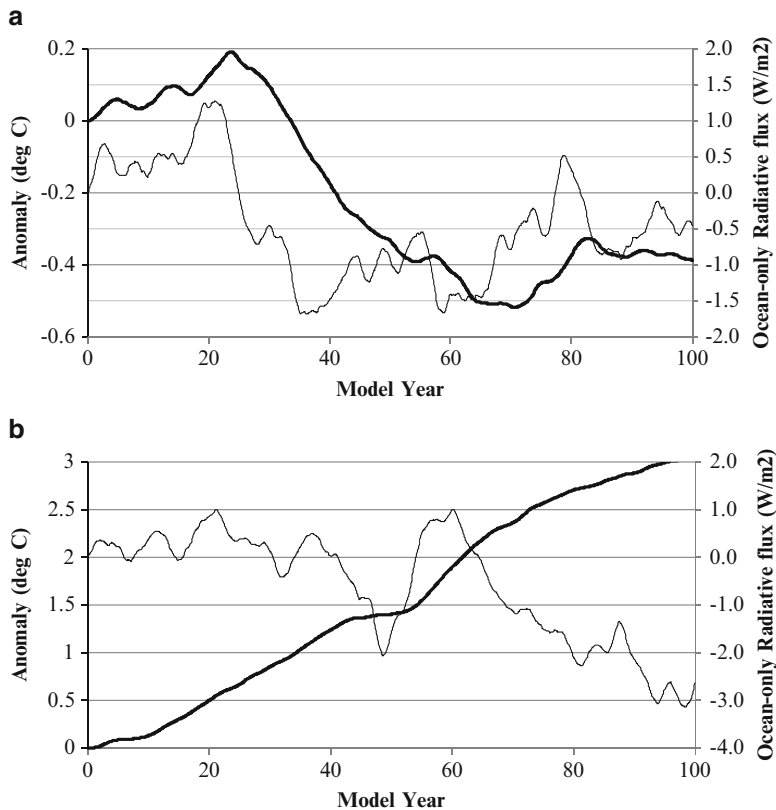 a
Anomaly (deg C)
0.2
0
-0.2
-0.4
-0.6
0 20 40 60 80 100
Model Year
2.0
1.5
1.0
0.5
0.0
-0.5
-1.0
-1.5
-2.0
Ocean-only Radiative flux (W/m2)
b
Anomaly (deg C)
3
2.5
2
1.5
1
0.5
0
0 20 40 60 80 100
Model Year
2.0
1.0
0.0
-1.0
-2.0
-3.0
-4.0
Ocean-only Radiative flux (W/m2)